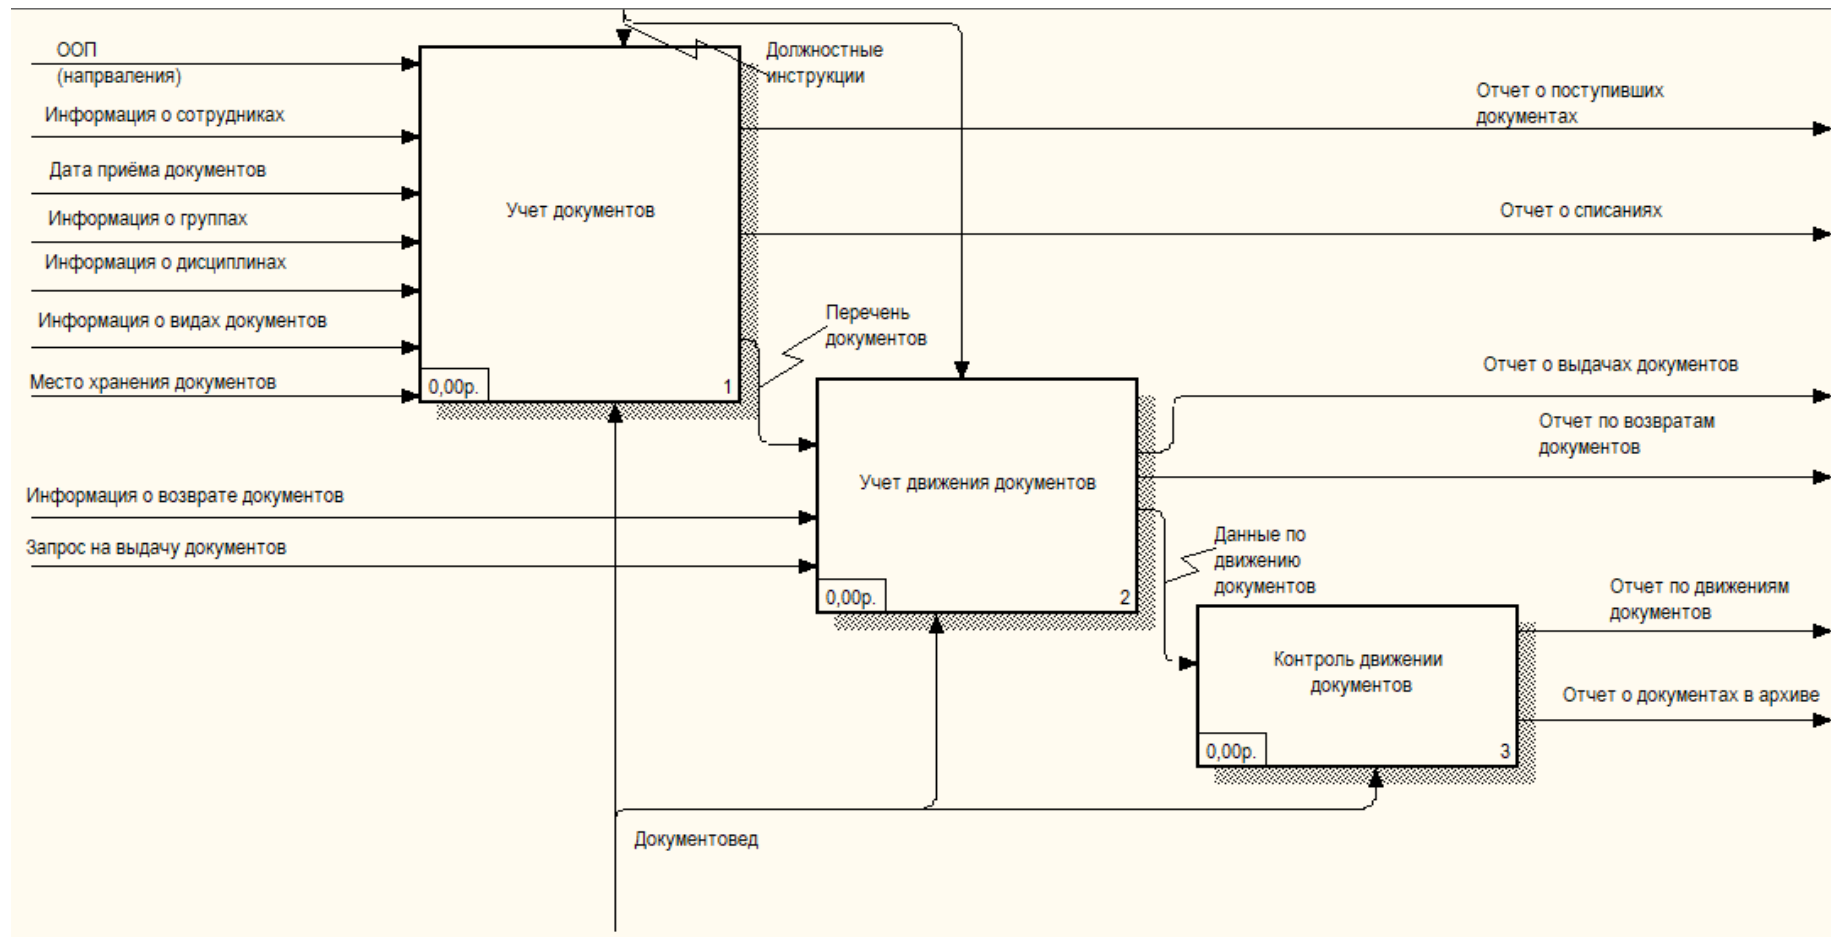 ООП
(напрваления)
Информация о сотрудниках
Дата приёма документов
Информация о группах
Информация о дисциплинах
Информация о видах документов
Место хранения документов
Учет документов
0,00р.
1
Должностные
инструкции
Отчет о поступивших
документах
Отчет о списаниях
Перечень
документов
Информация о возврате документов
Запрос на выдачу документов
Учет движения документов
0,00р.
2
Отчет о выдачах документов
Отчет по возвратам
документов
Данные по
движению
документов
Контроль движении
документов
0,00р.
3
Отчет по движениям
документов
Отчет о документах в архиве
Документовед